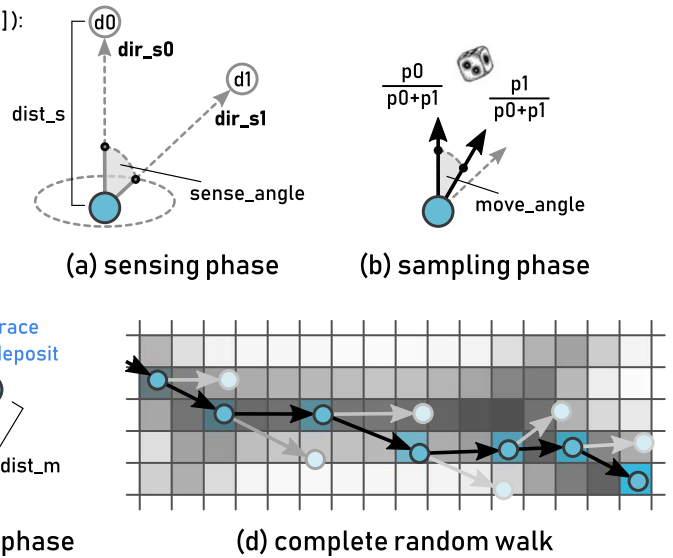 ]):
d0
dir_s0
d1
dir_s1
dist_s
sense_angle
(a) sensing phase
p0
p0+p1
p1
p0+p1
move_angle
(b) sampling phase
race
deposit
dist_m
phase
(d) complete random walk